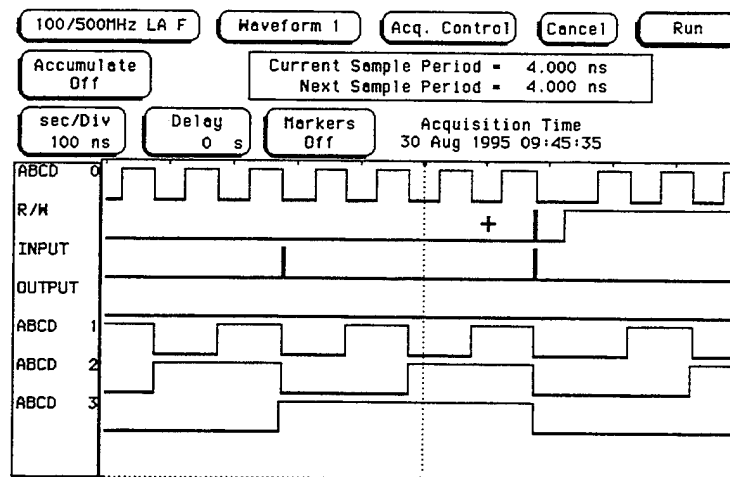 100/500MHz LA F Waveform 1 Acq. Control Cancel Run
Accumulate Off
Current Sample Period = 4.000 ns
Next Sample Period = 4.000 ns
sec/Div 100 ns
Delay 0 s
Markers Off
Acquisition Time
30 Aug 1995 09:45:35
ABCD 0
R/W
INPUT
OUTPUT
ABCD 1
ABCD 2
ABCD 3